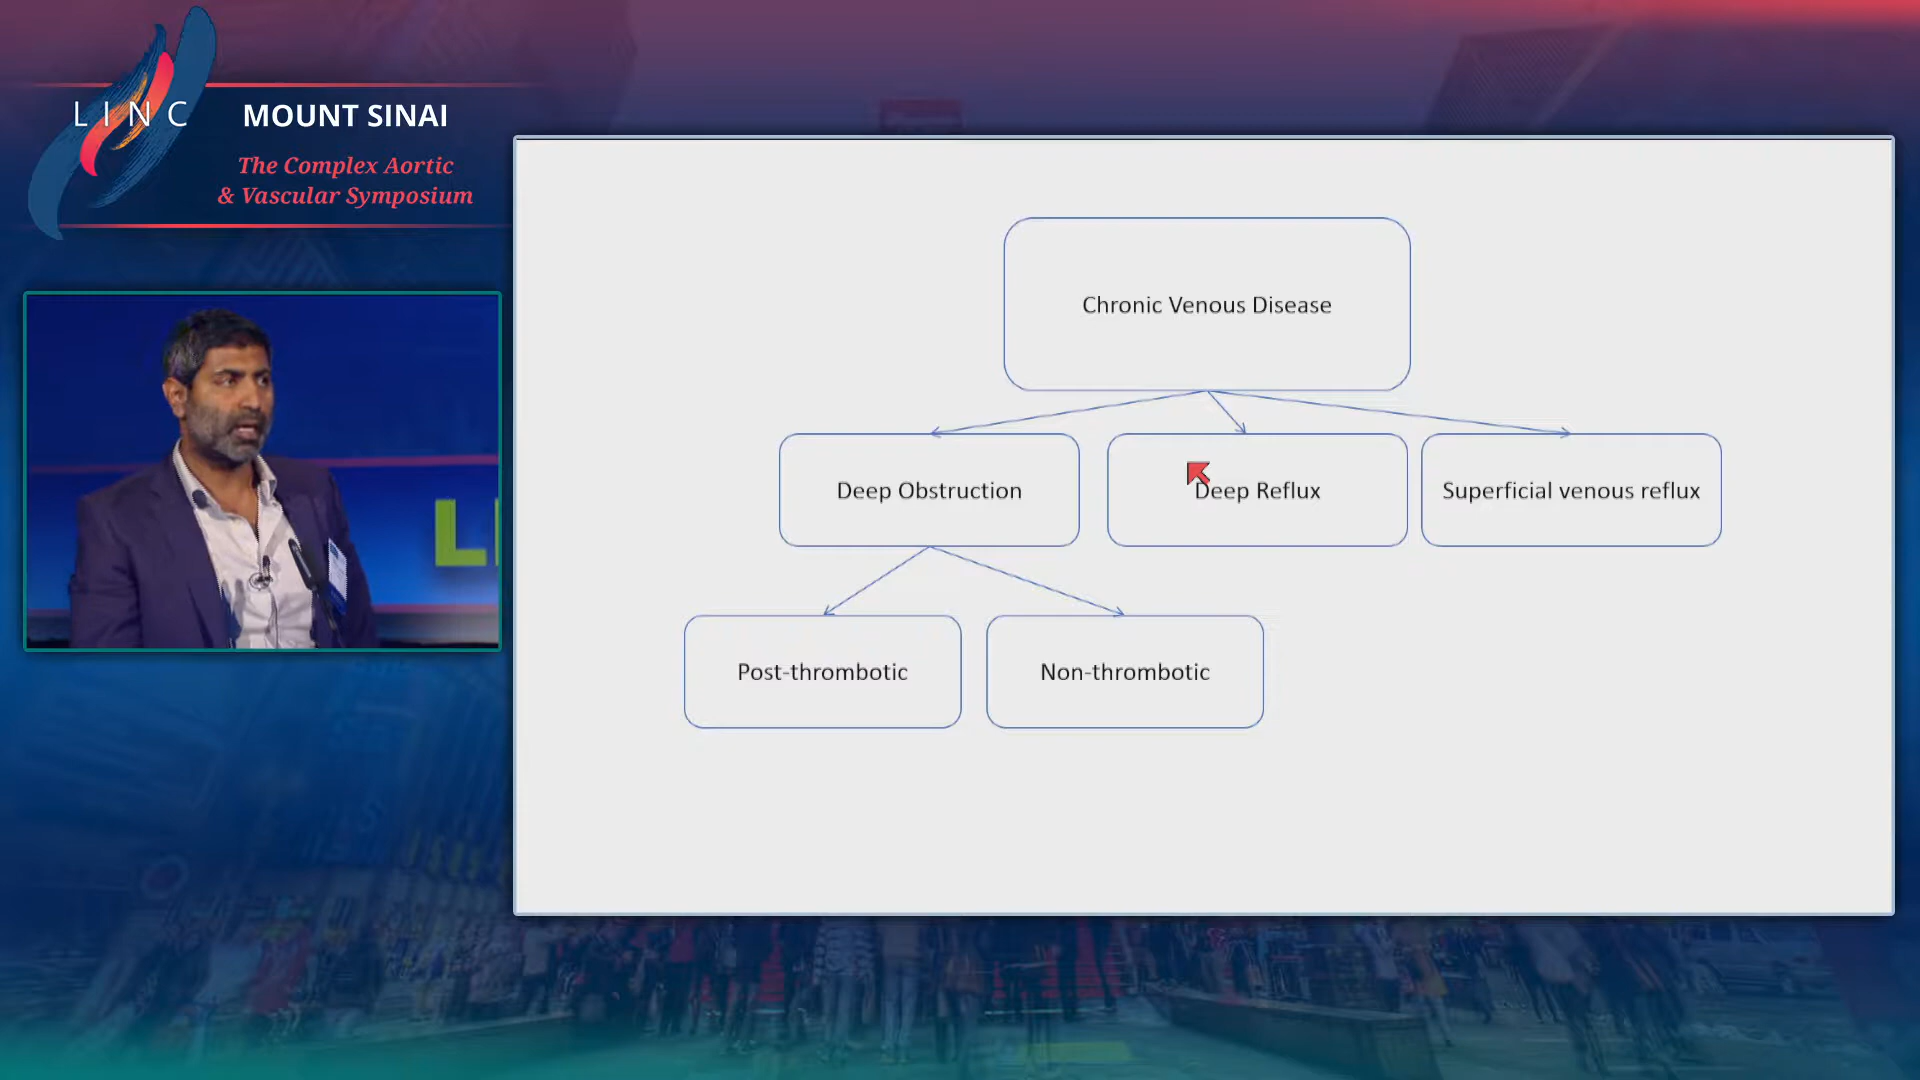 LINC
MOUNT SINAI
The Complex Aortic
& Vascular Symposium
Chronic Venous Disease
Deep Obstruction
Deep Reflux
Superficial venous reflux
Post-thrombotic
Non-thrombotic
LI